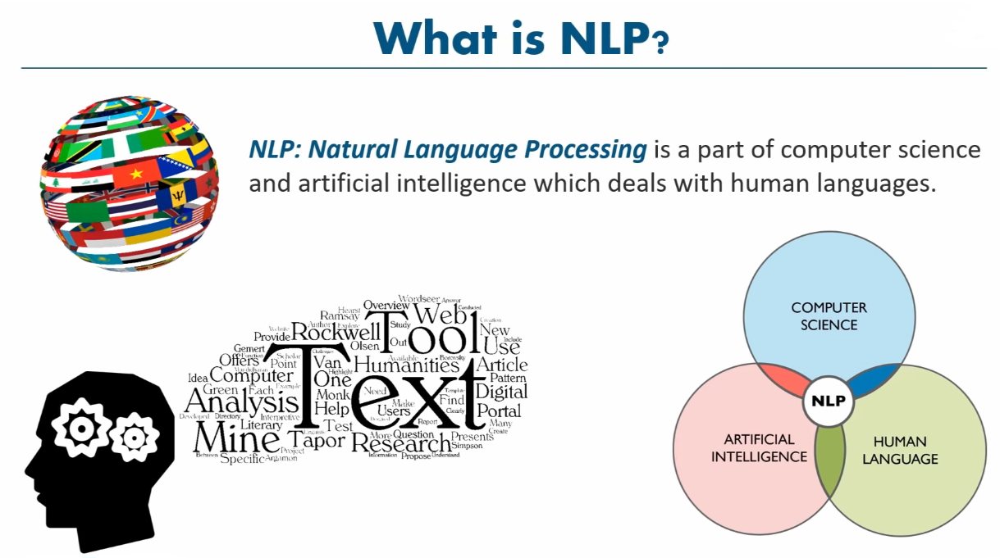 What is NLP?
NLP: Natural Language Processing is a part of computer science
and artificial intelligence which deals with human languages.
Wordseer Answer
Overview Conducted
Hearst
Ramsay
Tool
Web
Creation
Website
Author Explore
Study
New
Provide
Rockwell
Olsen
Out
Include
Use
Gemert
Function
Offers
Scholar
Point
Challenges
Van
Highlight
Humanities
Available
Borovsky
Article
Idea
Computer
One
Text
Pattern
Green
Each
Example
Need
Template
Digital
Analysis
Monk
Make
Find
Help
Users
Clearly
Portal
Developed
Directory
Interpretive
Designed
Report
Many
Literary
Linguistic
Test
Create
Mine
Tapor
More
Question
Presents
Research
Simpson
Between
Project
Specific
Argamon
Information
Propose
Understand
COMPUTER
SCIENCE
NLP
ARTIFICIAL
INTELLIGENCE
HUMAN
LANGUAGE